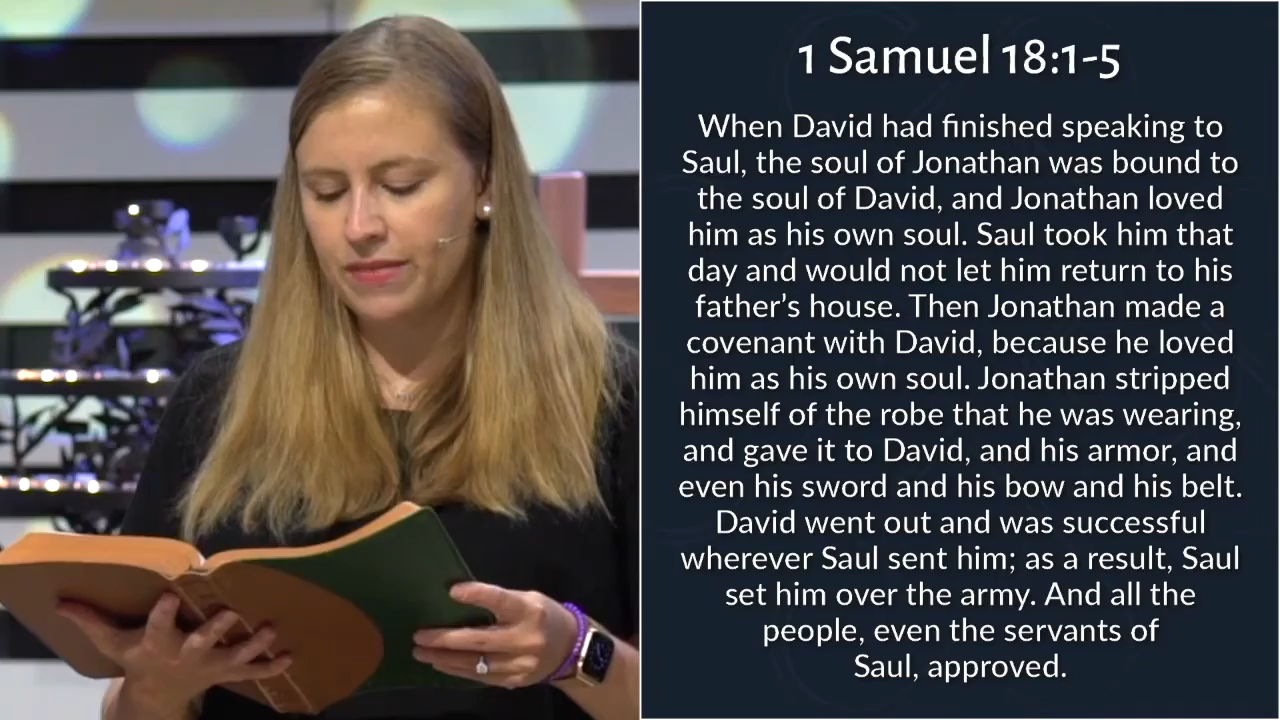 1 Samuel 18:1-5
When David had finished speaking to
Saul, the soul of Jonathan was bound to
the soul of David, and Jonathan loved
him as his own soul. Saul took him that
day and would not let him return to his
father’s house. Then Jonathan made a
covenant with David, because he loved
him as his own soul. Jonathan stripped
himself of the robe that he was wearing,
and gave it to David, and his armor, and
even his sword and his bow and his belt.
David went out and was successful
wherever Saul sent him; as a result, Saul
set him over the army. And all the
people, even the servants of
Saul, approved.